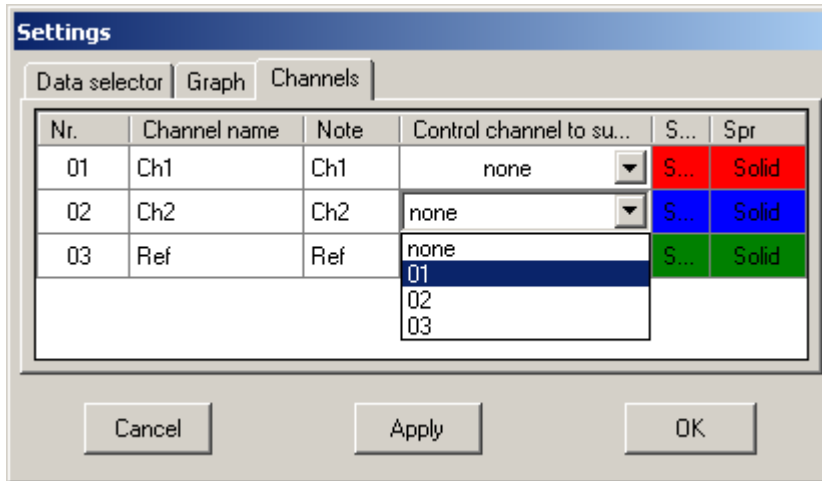 Settings
Data selector Graph Channels
Nr. Channel name Note Control channel to su... S... Spr
01 Ch1 Ch1 none S... Solid
02 Ch2 Ch2 none S... Solid
03 Ref Ref none S... Solid
01
02
03
Cancel Apply OK